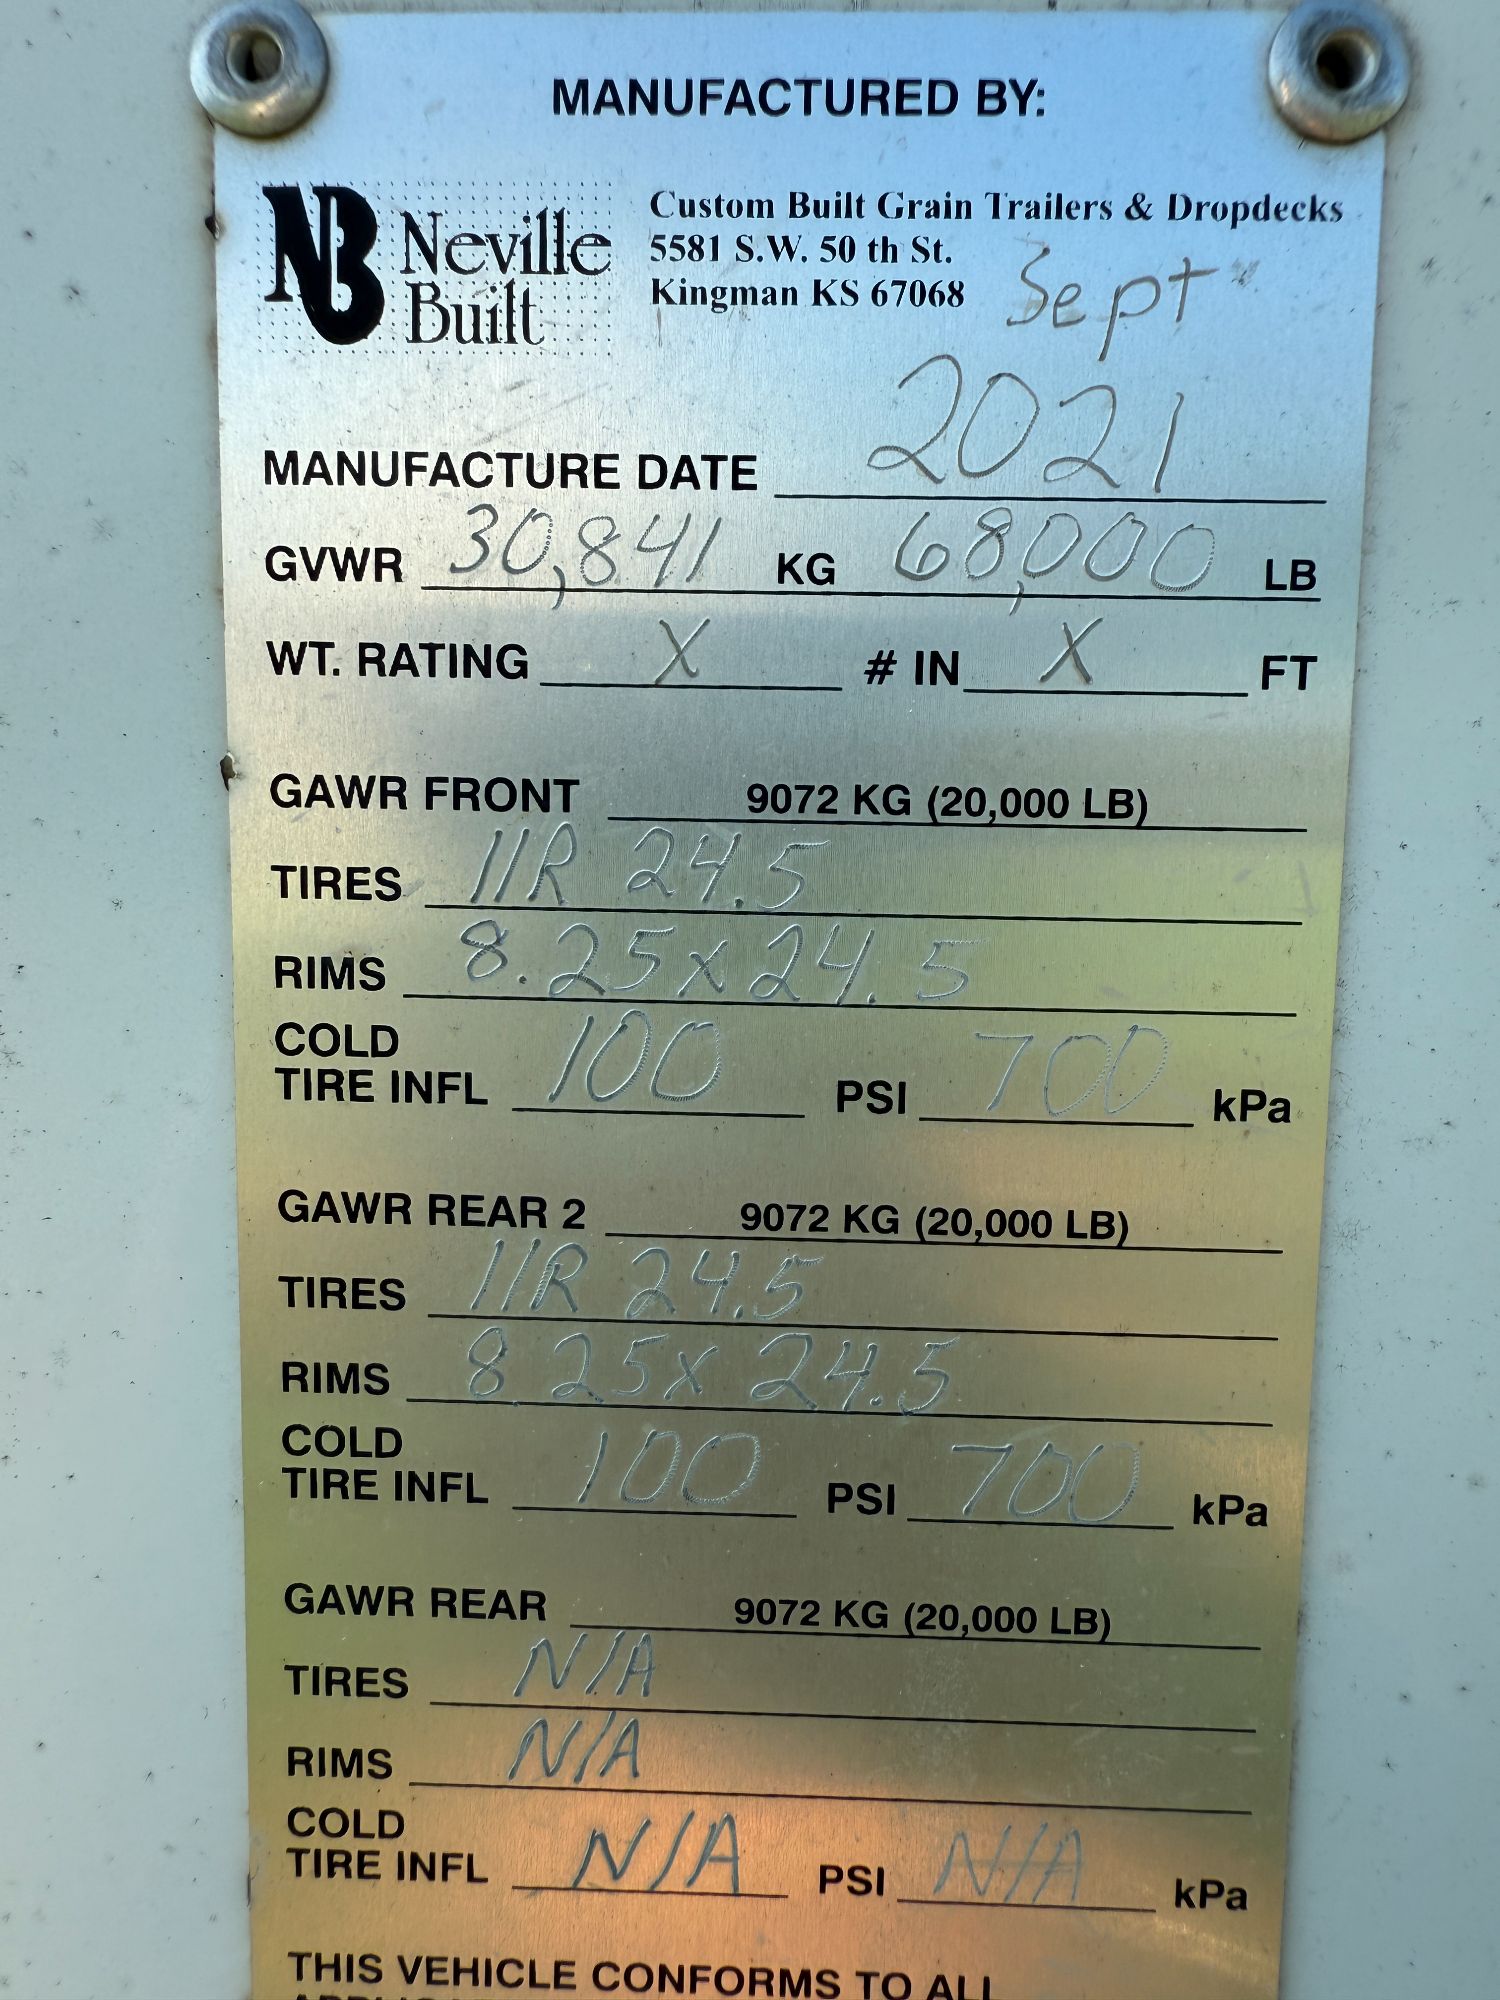 MANUFACTURED BY:
NB Neville Built
Custom Built Grain Trailers & Dropdecks
5581 S.W. 50 th St.
Kingman KS 67068
Sept
MANUFACTURE DATE 2021
GVWR 30,841 KG 68,000 LB
WT. RATING X # IN X FT
GAWR FRONT 9072 KG (20,000 LB)
TIRES 11R 24.5
RIMS 8.25x24.5
COLD
TIRE INFL 100 PSI 700 kPa
GAWR REAR 2 9072 KG (20,000 LB)
TIRES 11R 24.5
RIMS 8.25x24.5
COLD
TIRE INFL 100 PSI 700 kPa
GAWR REAR 9072 KG (20,000 LB)
TIRES N/A
RIMS N/A
COLD
TIRE INFL N/A PSI N/A kPa
THIS VEHICLE CONFORMS TO ALL